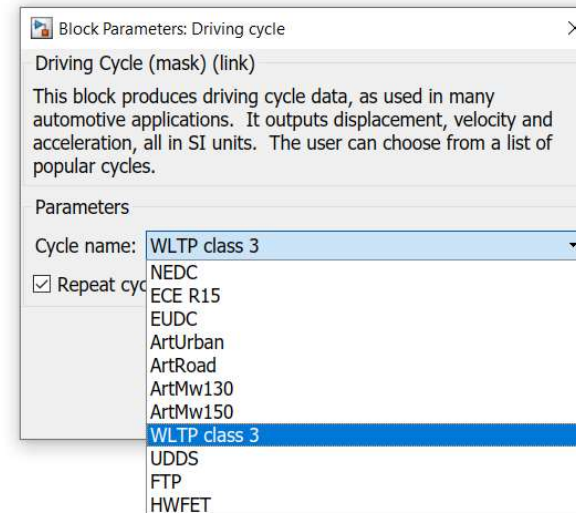 Block Parameters: Driving cycle
Driving Cycle (mask) (link)
This block produces driving cycle data, as used in many
automotive applications. It outputs displacement, velocity and
acceleration, all in SI units. The user can choose from a list of
popular cycles.
Parameters
Cycle name: WLTP class 3
NEDC
Repeat cyc
ECE R15
EUDC
ArtUrban
ArtRoad
ArtMw130
ArtMw150
WLTP class 3
UDDS
FTP
HWFET